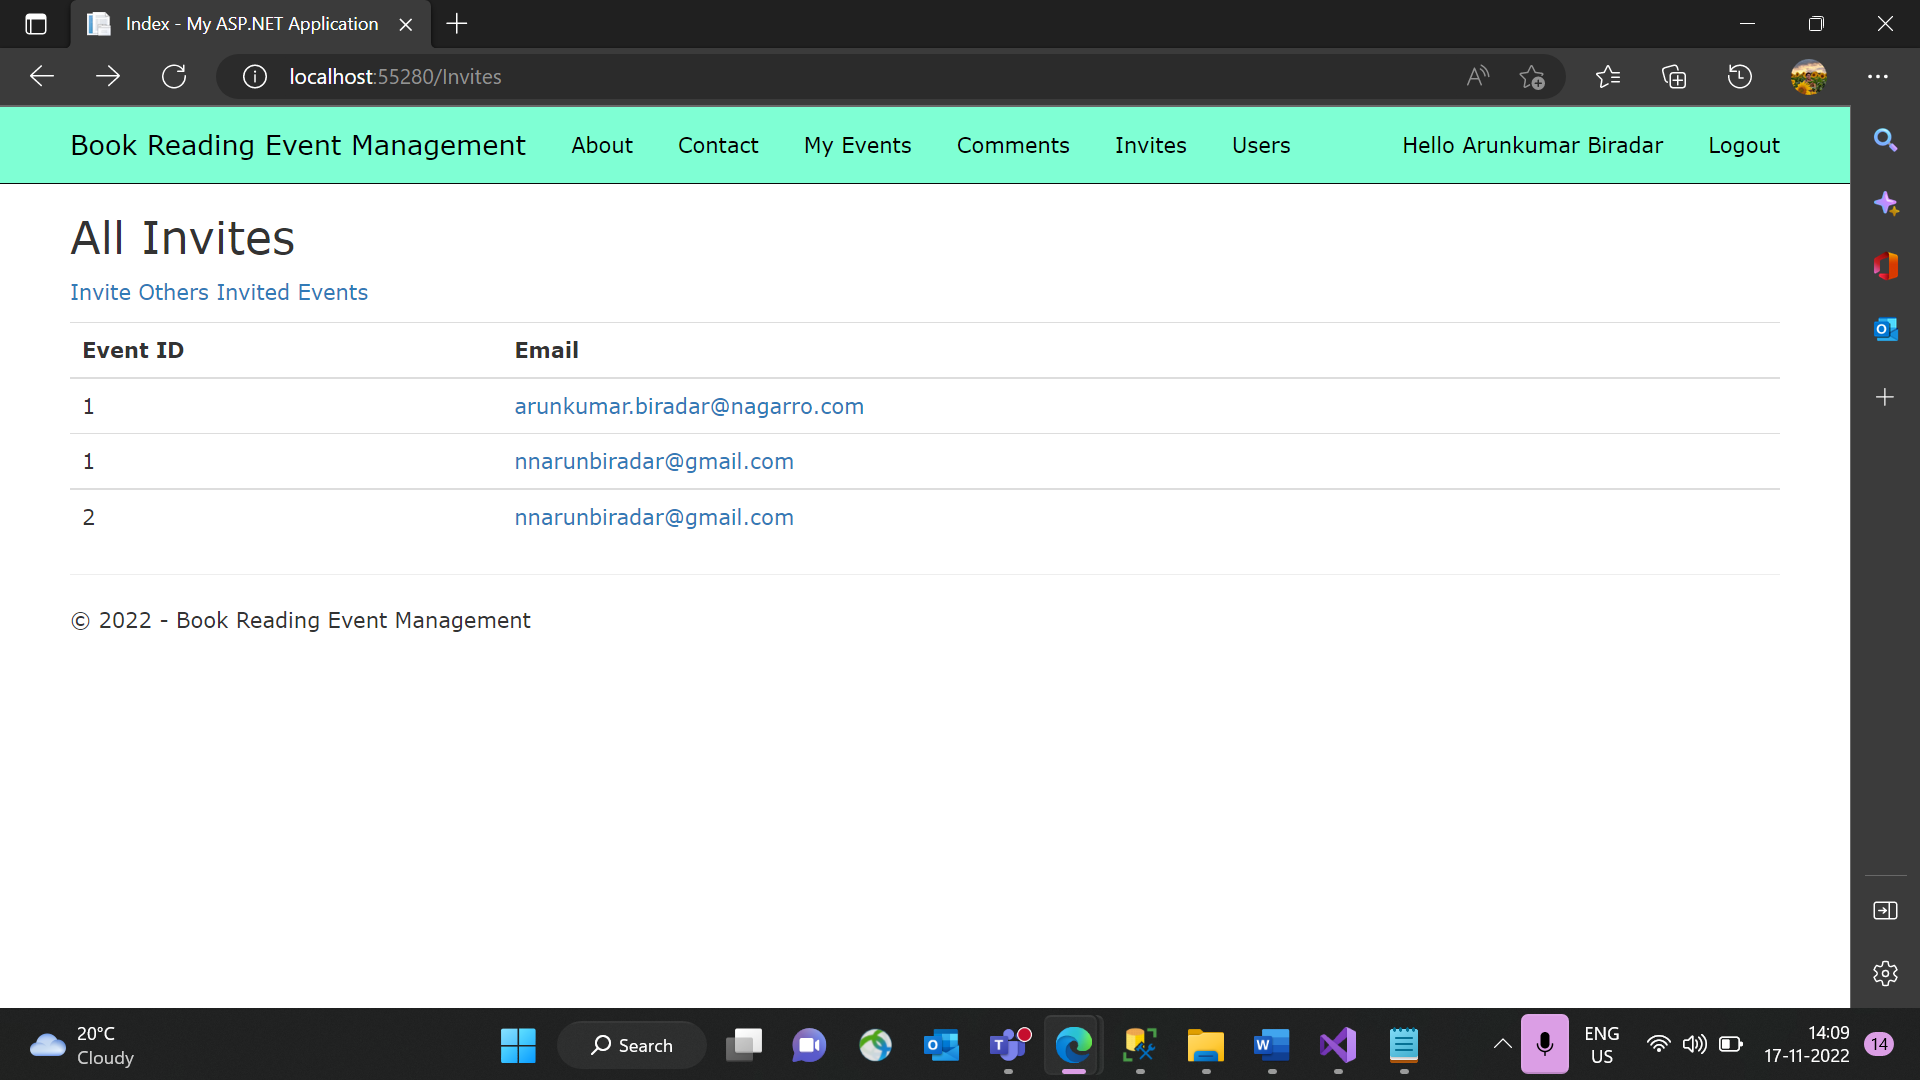 Index - My ASP.NET Application
localhost:55280/Invites
Book Reading Event Management About Contact My Events Comments Invites Users Hello Arunkumar Biradar Logout
All Invites
Invite Others Invited Events
Event ID Email
1 arunkumar.biradar@nagarro.com
1 nnarunbiradar@gmail.com
2 nnarunbiradar@gmail.com
© 2022 - Book Reading Event Management
20°C
Cloudy
Search
ENG
US
14:09
17-11-2022
14